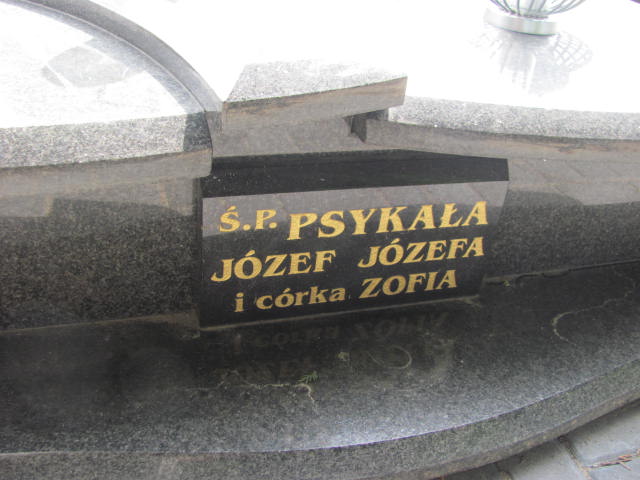 Ś.P. PSYKAŁA
JÓZEF JÓZEFA
i córka ZOFIA